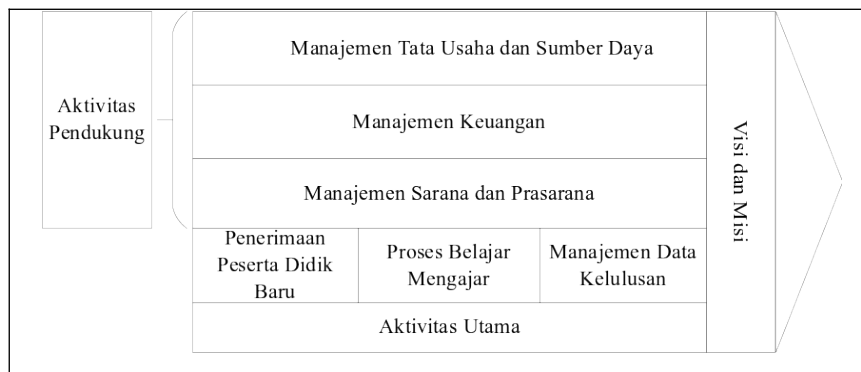 Manajemen Tata Usaha dan Sumber Daya
Aktivitas
Pendukung
Manajemen Keuangan
Manajemen Sarana dan Prasarana
Penerimaan
Peserta Didik
Baru
Proses Belajar
Mengajar
Manajemen Data
Kelulusan
Aktivitas Utama
Visi dan Misi